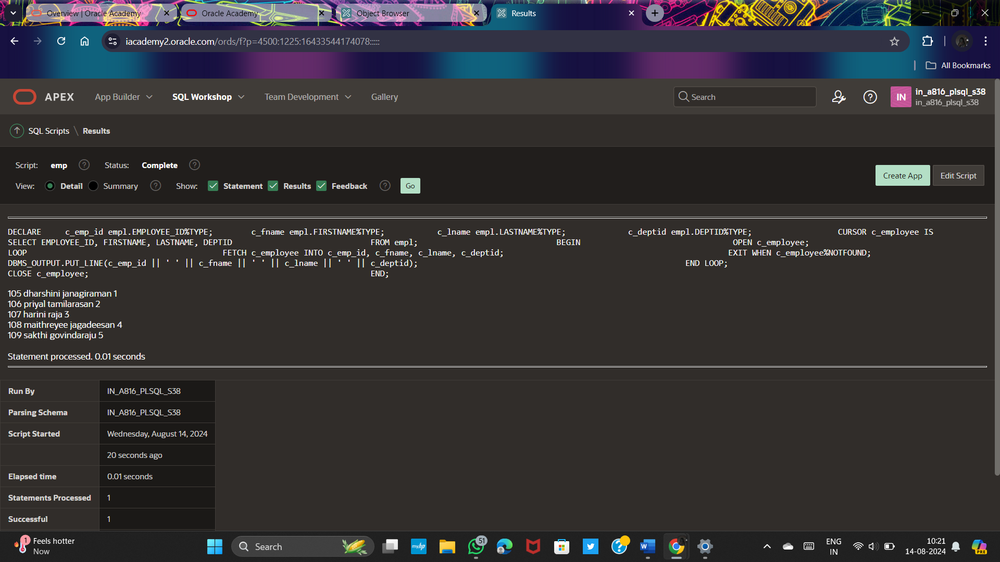 Overview | Oracle Academy
Oracle Academy
Object Browser
Results
iacademy2.oracle.com/ords/f?p=4500:1225:16433544174078:::::
All Bookmarks
APEX App Builder SQL Workshop Team Development Gallery Search IN in_a816_plsql_s38
in_a816_plsql_s38
SQL Scripts \ Results
Script: emp Status: Complete
View: Detail Summary Show: Statement Results Feedback Go Create App Edit Script
DECLARE c_emp_id empl.EMPLOYEE_ID%TYPE; c_fname empl.FIRSTNAME%TYPE; c_lname empl.LASTNAME%TYPE; c_deptid empl.DEPTID%TYPE; CURSOR c_employee IS
SELECT EMPLOYEE_ID, FIRSTNAME, LASTNAME, DEPTID FROM empl; BEGIN OPEN c_employee;
LOOP FETCH c_employee INTO c_emp_id, c_fname, c_lname, c_deptid; EXIT WHEN c_employee%NOTFOUND;
DBMS_OUTPUT.PUT_LINE(c_emp_id || ' ' || c_fname || ' ' || c_lname || ' ' || c_deptid); END LOOP;
CLOSE c_employee; END;
105 dharshini janagiraman 1
106 priyal tamilarasan 2
107 harini raja 3
108 maithreyee jagadeesan 4
109 sakthi govindaraju 5
Statement processed. 0.01 seconds
Run By IN_A816_PLSQL_S38
Parsing Schema IN_A816_PLSQL_S38
Script Started Wednesday, August 14, 2024
20 seconds ago
Elapsed time 0.01 seconds
Statements Processed 1
Successful 1
1 Feels hotter
Now
Search
myhp
51
W
ENG
IN
10:21
14-08-2024
PRE